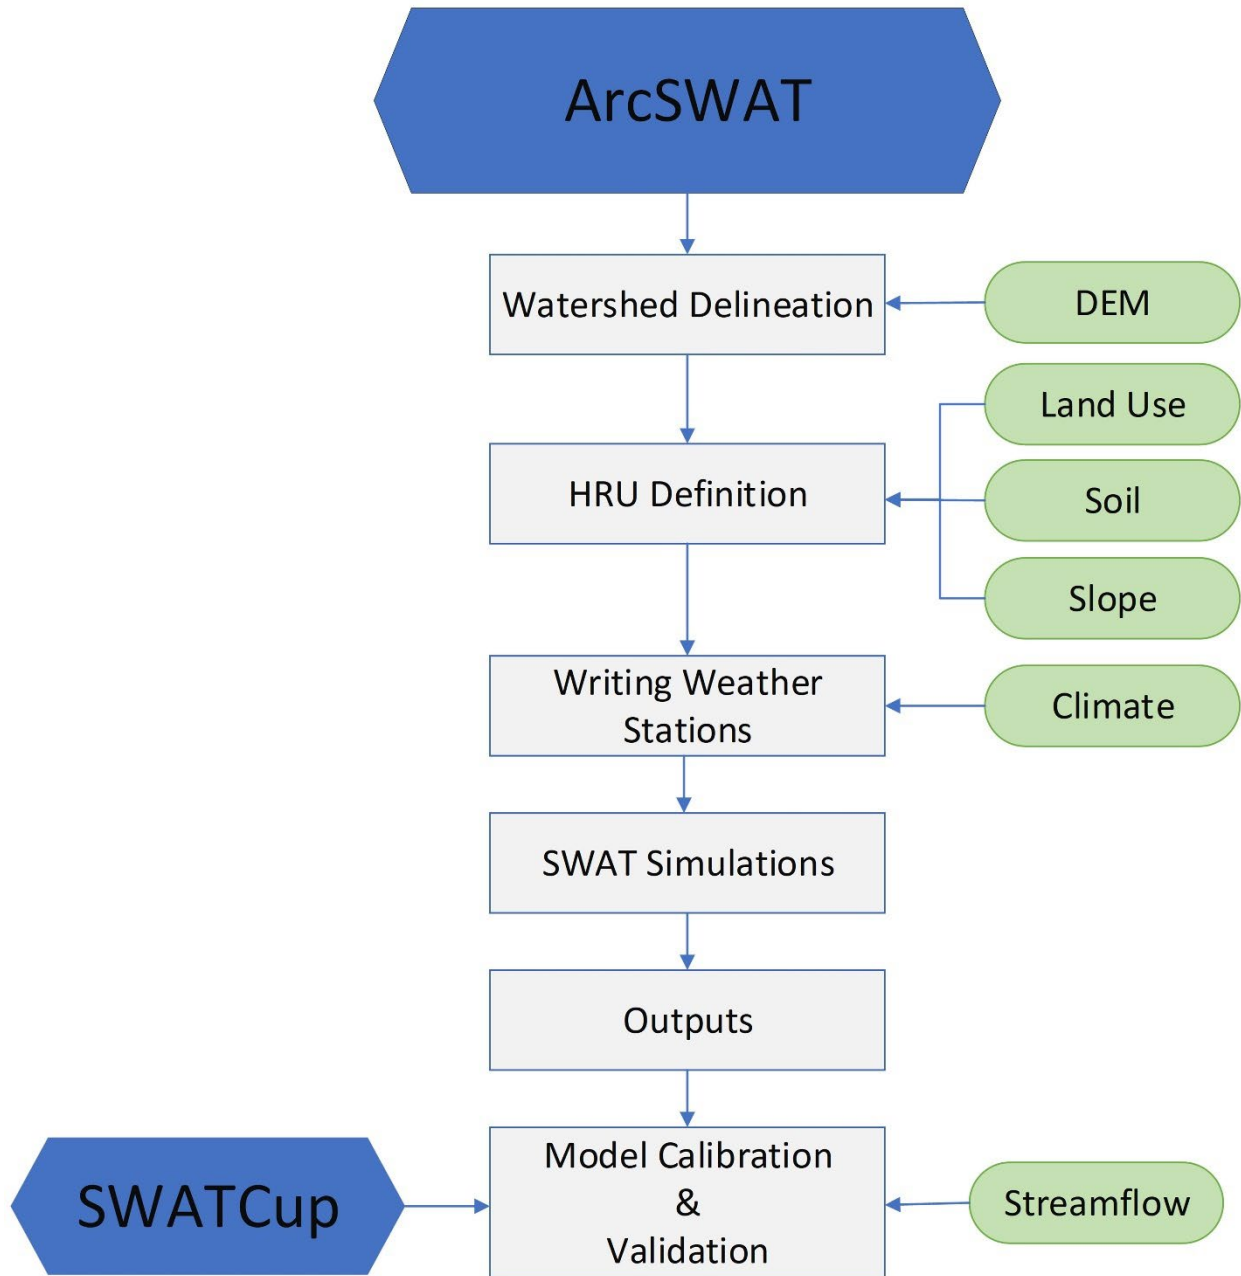 ArcSWAT
Watershed Delineation
DEM
Land Use
HRU Definition
Soil
Slope
Writing Weather
Stations
Climate
SWAT Simulations
Outputs
SWATCup
Model Calibration
&
Validation
Streamflow